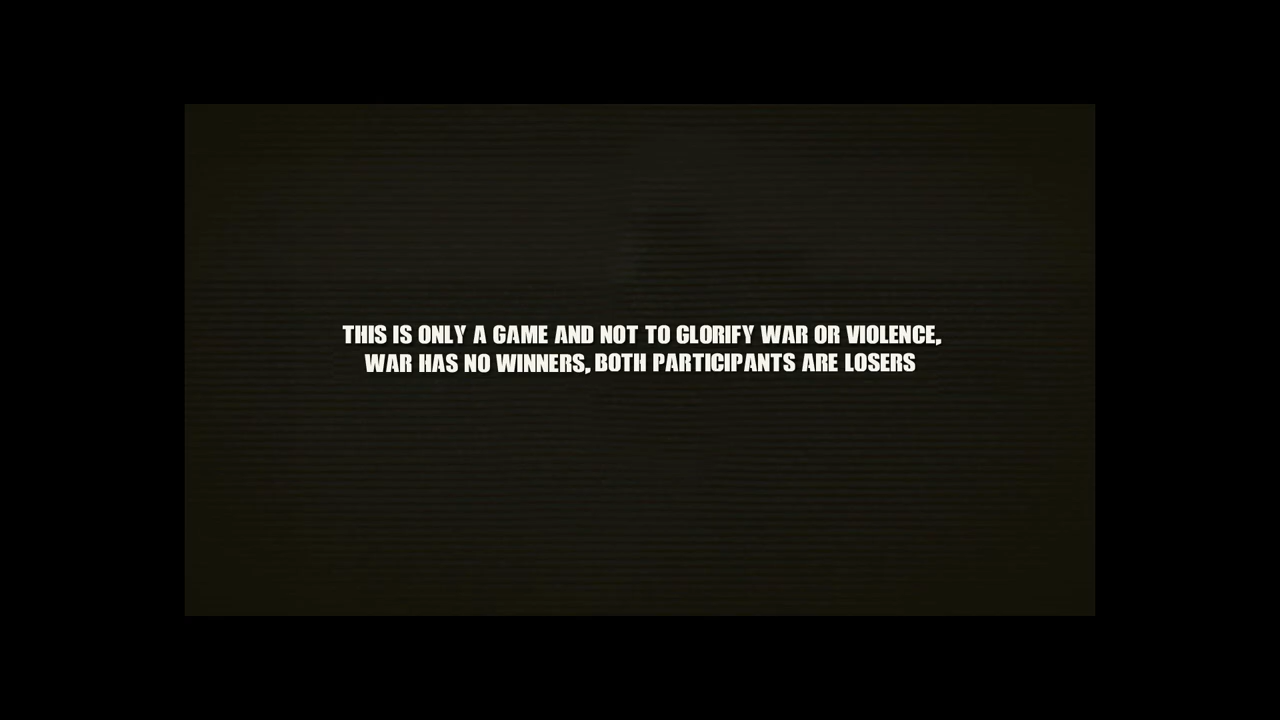 THIS IS ONLY A GAME AND NOT TO GLORIFY WAR OR VIOLENCE,
WAR HAS NO WINNERS, BOTH PARTICIPANTS ARE LOSERS